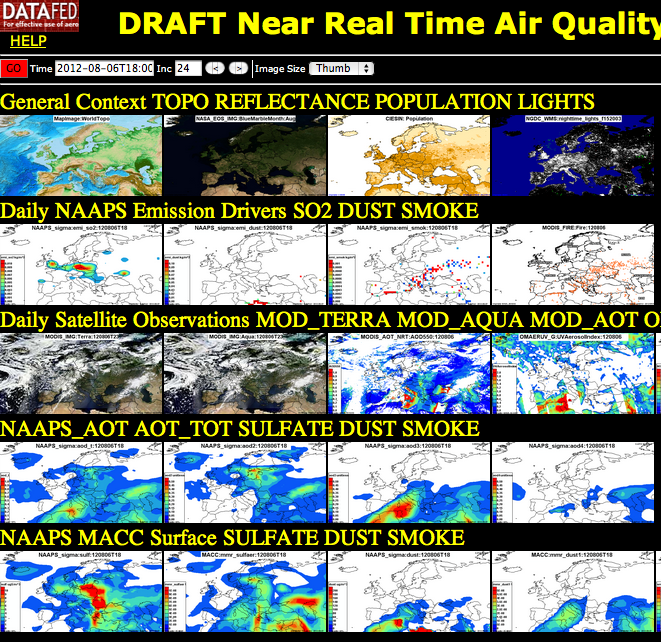 DATAFED
For effective use of aero
DRAFT Near Real Time Air Quality
HELP
GO Time 2012-08-06T18:00 Inc 24 < > Image Size Thumb
General Context TOPO REFLECTANCE POPULATION LIGHTS
MapImage:WorldTopo NASA_EOS_IMG:BlueMarbleMonth:Aug CIESIN: Population NGDC_WMS:nighttime_lights_f152003
Daily NAAPS Emission Drivers SO2 DUST SMOKE
NAAPS_sigma:emi_so2:120806T18 NAAPS_sigma:emi_dust:120806T18 NAAPS_sigma:emi_smok:120806T18 MODIS_FIRE:Fire:120806
Daily Satellite Observations MOD_TERRA MOD_AQUA MOD_AOT O
MODIS_IMG:Terra:120806T23 MODIS_IMG:Aqua:120806T23 MODIS_AOT_NRT:AOD550:120806 OMAERUV_G:UVAerosolIndex:120806
NAAPS_AOT AOT_TOT SULFATE DUST SMOKE
NAAPS_sigma:aod_t:120806T18 NAAPS_sigma:aod2:120806T18 NAAPS_sigma:aod3:120806T18 NAAPS_sigma:aod4:120806T18
NAAPS MACC Surface SULFATE DUST SMOKE
NAAPS_sigma:sulf:120806T18 MACC:mmr_sulfaer:120806T18 NAAPS_sigma:dust:120806T18 MACC:mmr_dust1:120806T18